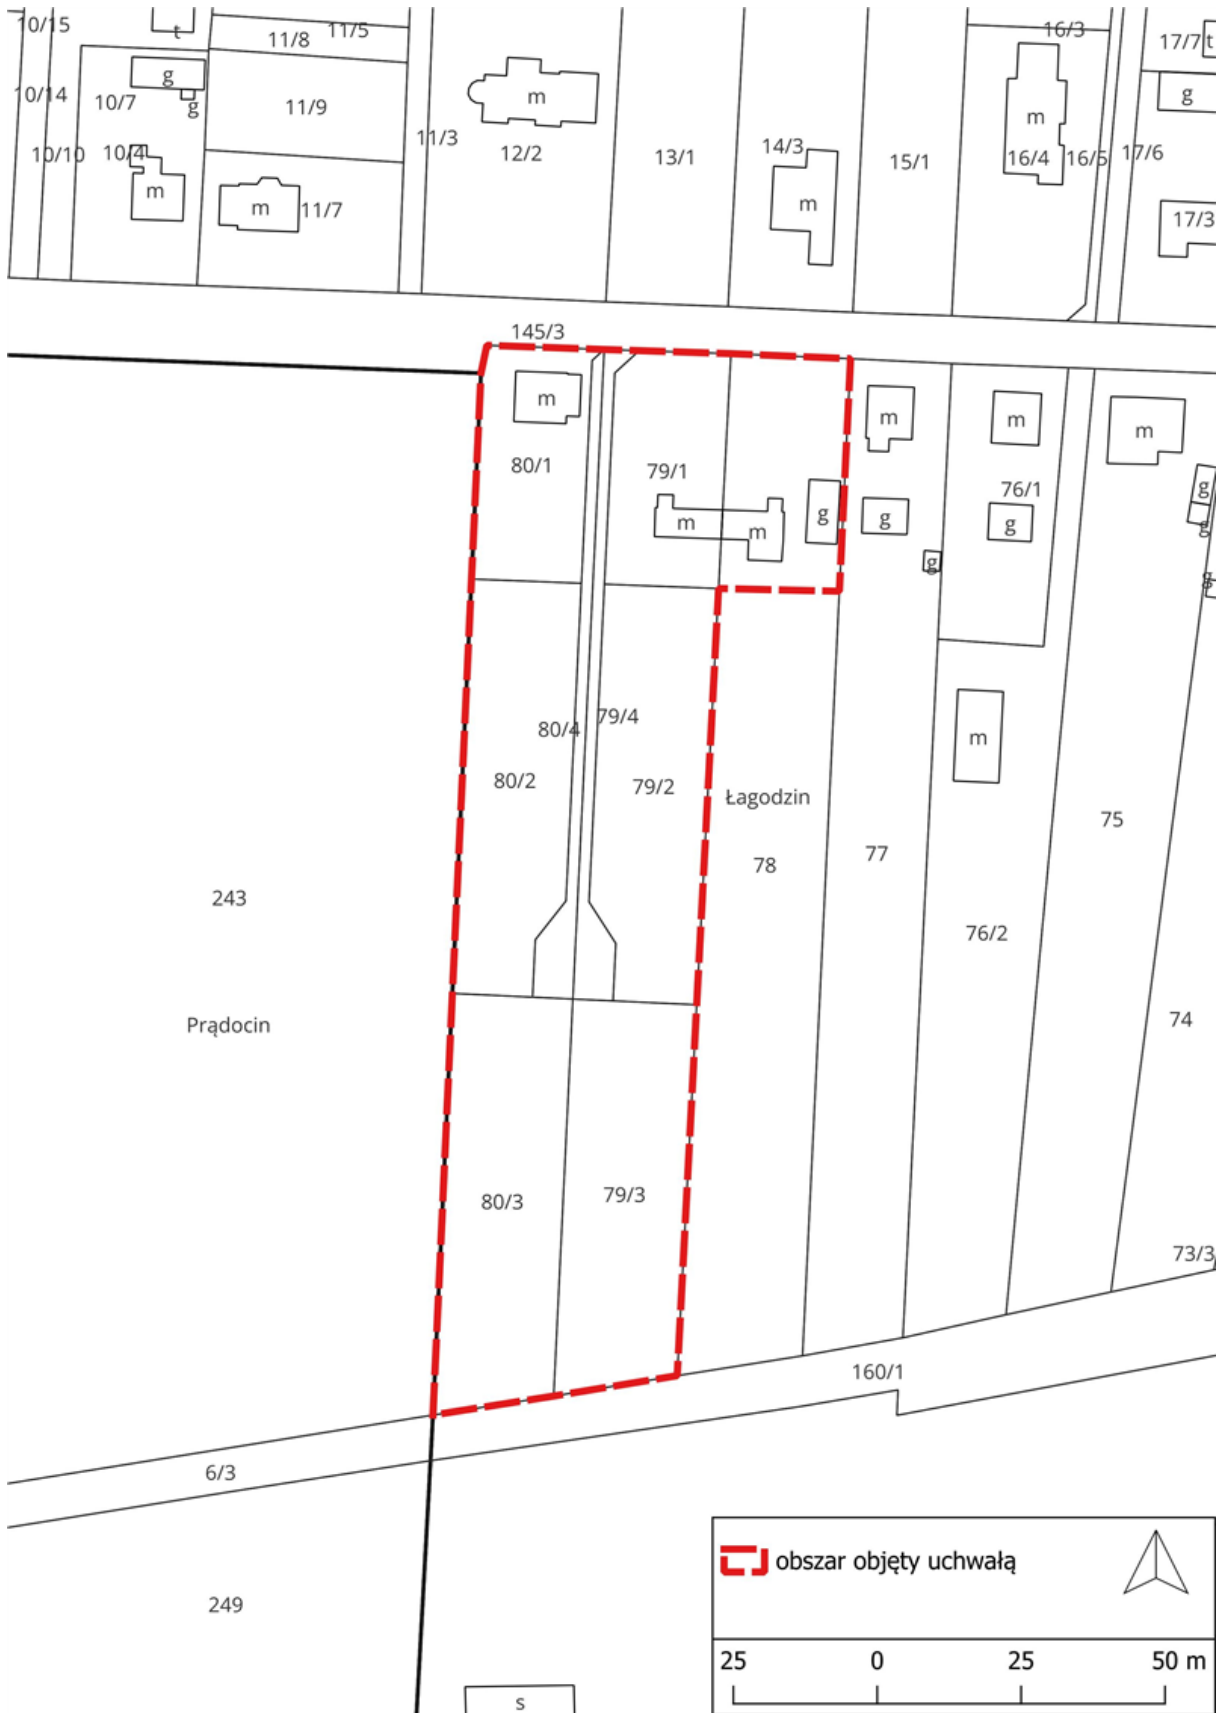 10/15
t
11/8
11/5
16/3
17/7
t
g
10/14
10/7
g
11/9
m
m
g
11/3
12/2
13/1
14/3
15/1
16/4
16/5
17/6
10/10
10/4
m
m
11/7
m
17/3
145/3
m
m
m
m
80/1
79/1
76/1
g
m
m
g
g
g
g
g
g
80/4
79/4
m
80/2
79/2
Łagodzin
75
78
77
243
76/2
Prądocin
74
80/3
79/3
73/3
160/1
6/3
obszar objęty uchwałą
249
25 0 25 50 m
s